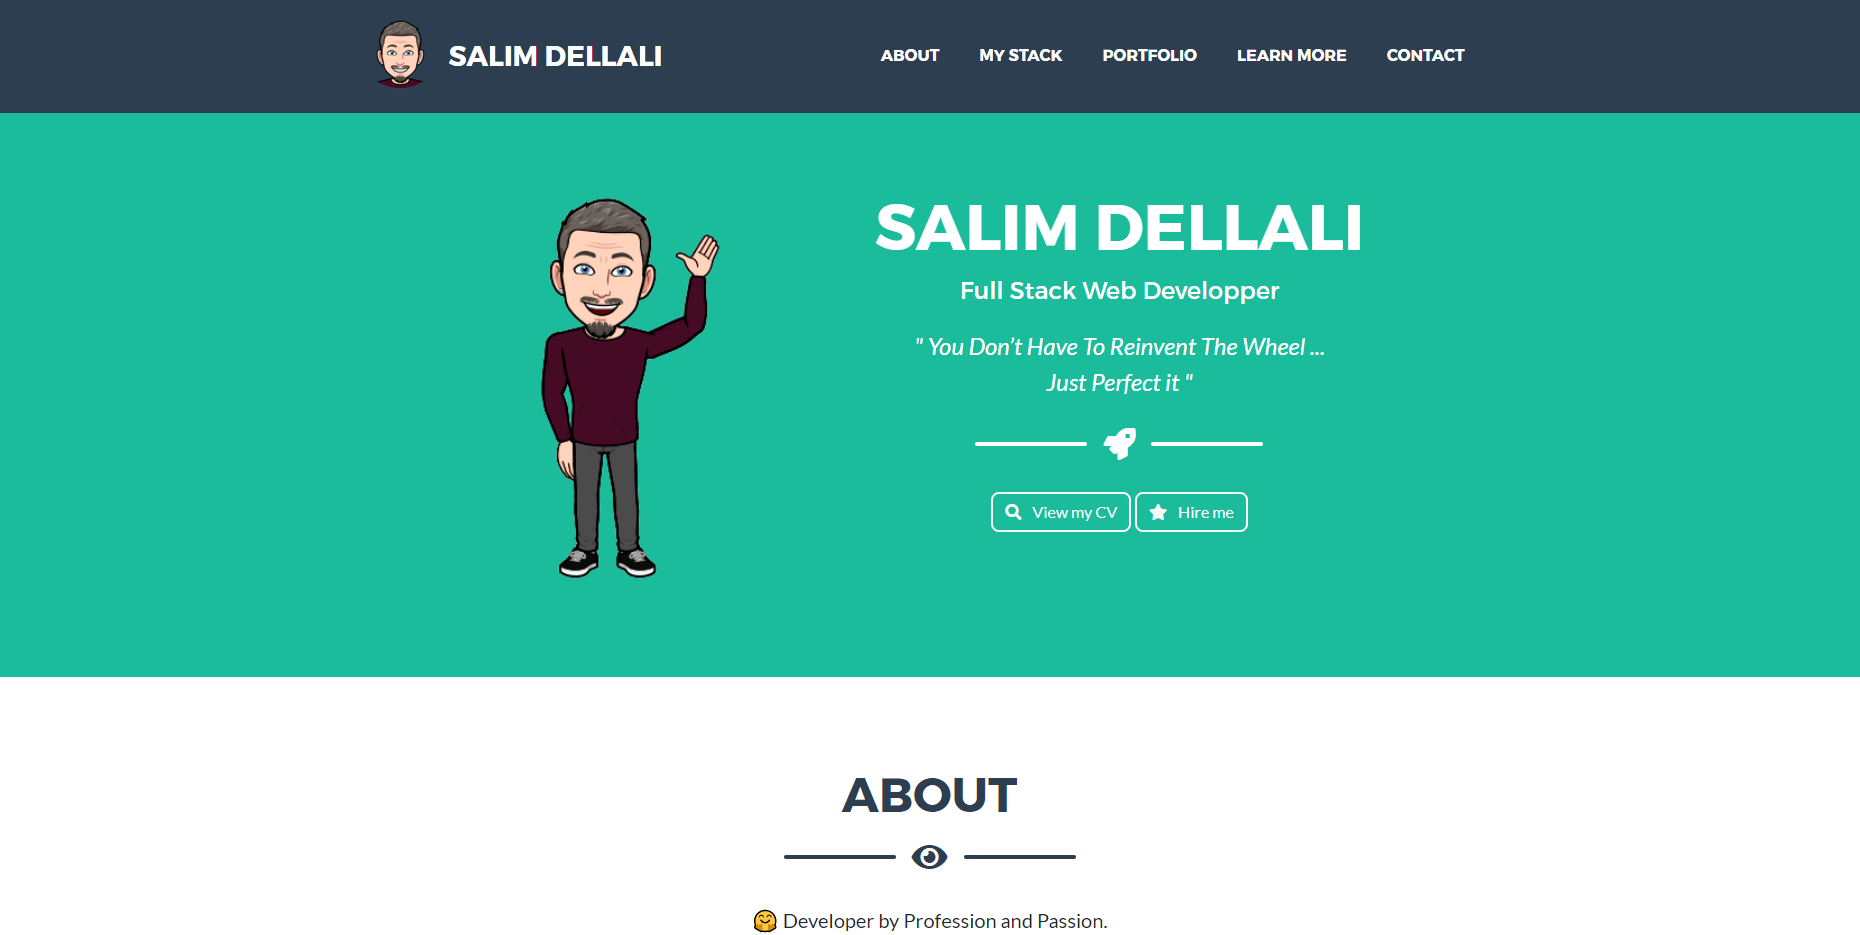 SALIM DELLALI
ABOUT
MY STACK
PORTFOLIO
LEARN MORE
CONTACT
SALIM DELLALI
Full Stack Web Developper
" You Don’t Have To Reinvent The Wheel ...
Just Perfect it "
View my CV
Hire me
ABOUT
🤗 Developer by Profession and Passion.